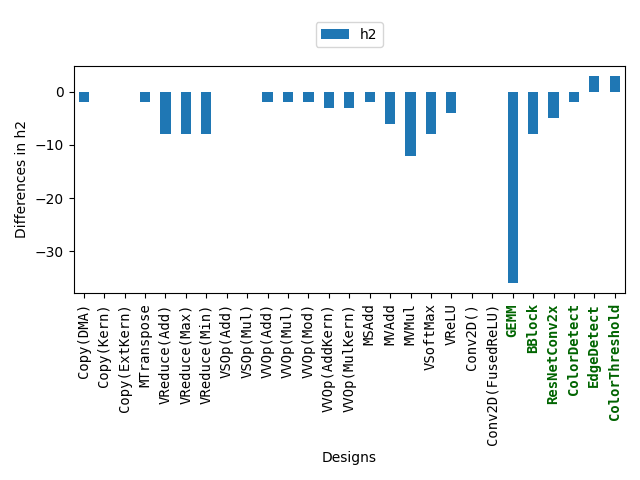 h2
0
−10
−20
−30
Differences in h2
Copy(DMA)
Copy(Kern)
Copy(ExtKern)
MTranspose
VReduce(Add)
VReduce(Max)
VReduce(Min)
VSOp(Add)
VSOp(Mul)
VVOp(Add)
VVOp(Mul)
VVOp(Mod)
VVOp(AddKern)
VVOp(MulKern)
MSAdd
MVAdd
MVMul
VSoftMax
VReLU
Conv2D()
Conv2D(FusedReLU)
GEMM
BBlock
ResNetConv2x
ColorDetect
EdgeDetect
ColorThreshold
Designs